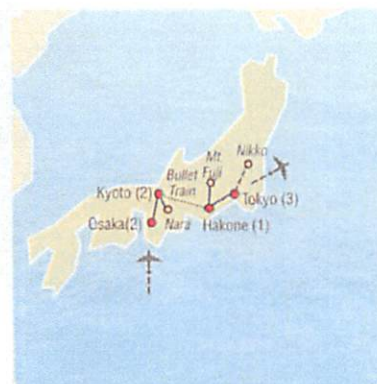 Mt.
Fuji
Nikko
Bullet
Train
Kyoto (2)
Tokyo (3)
Osaka(2)
Nara
Hakone (1)